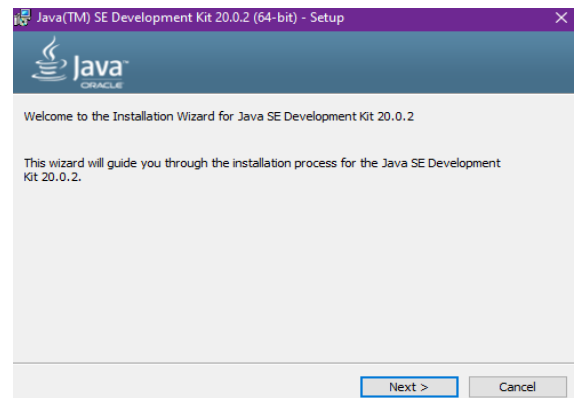 Java(TM) SE Development Kit 20.0.2 (64-bit) - Setup
Java™
ORACLE
Welcome to the Installation Wizard for Java SE Development Kit 20.0.2
This wizard will guide you through the installation process for the Java SE Development
Kit 20.0.2.
Next >
Cancel